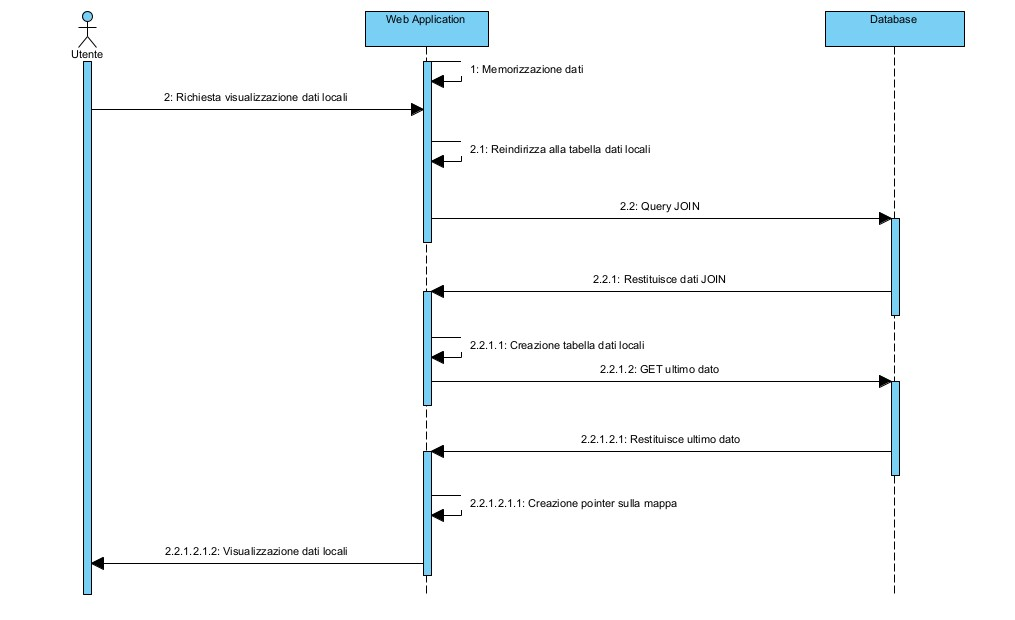 Utente
Web Application
Database
1: Memorizzazione dati
2: Richiesta visualizzazione dati locali
2.1: Reindirizza alla tabella dati locali
2.2: Query JOIN
2.2.1: Restituisce dati JOIN
2.2.1.1: Creazione tabella dati locali
2.2.1.2: GET ultimo dato
2.2.1.2.1: Restituisce ultimo dato
2.2.1.2.1.1: Creazione pointer sulla mappa
2.2.1.2.1.2: Visualizzazione dati locali